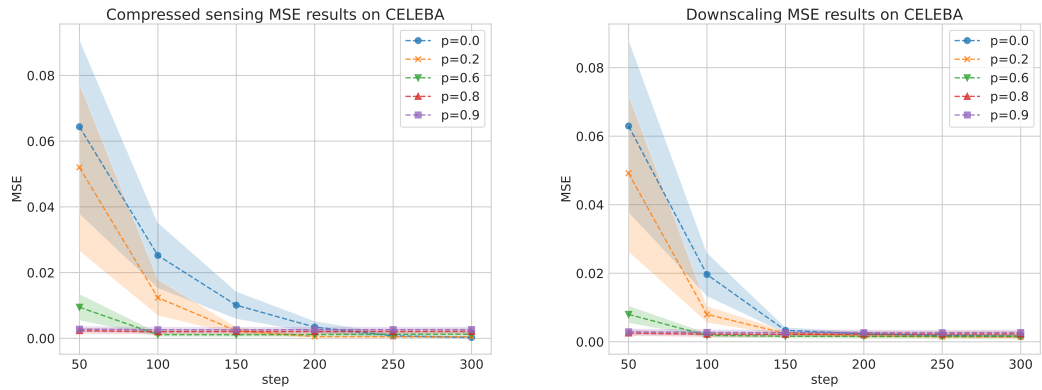 Compressed sensing MSE results on CELEBA
p=0.0
p=0.2
p=0.6
p=0.8
p=0.9
0.08
0.06
0.04
0.02
0.00
MSE
50 100 150 200 250 300
step
Downscaling MSE results on CELEBA
p=0.0
p=0.2
p=0.6
p=0.8
p=0.9
0.08
0.06
0.04
0.02
0.00
MSE
50 100 150 200 250 300
step